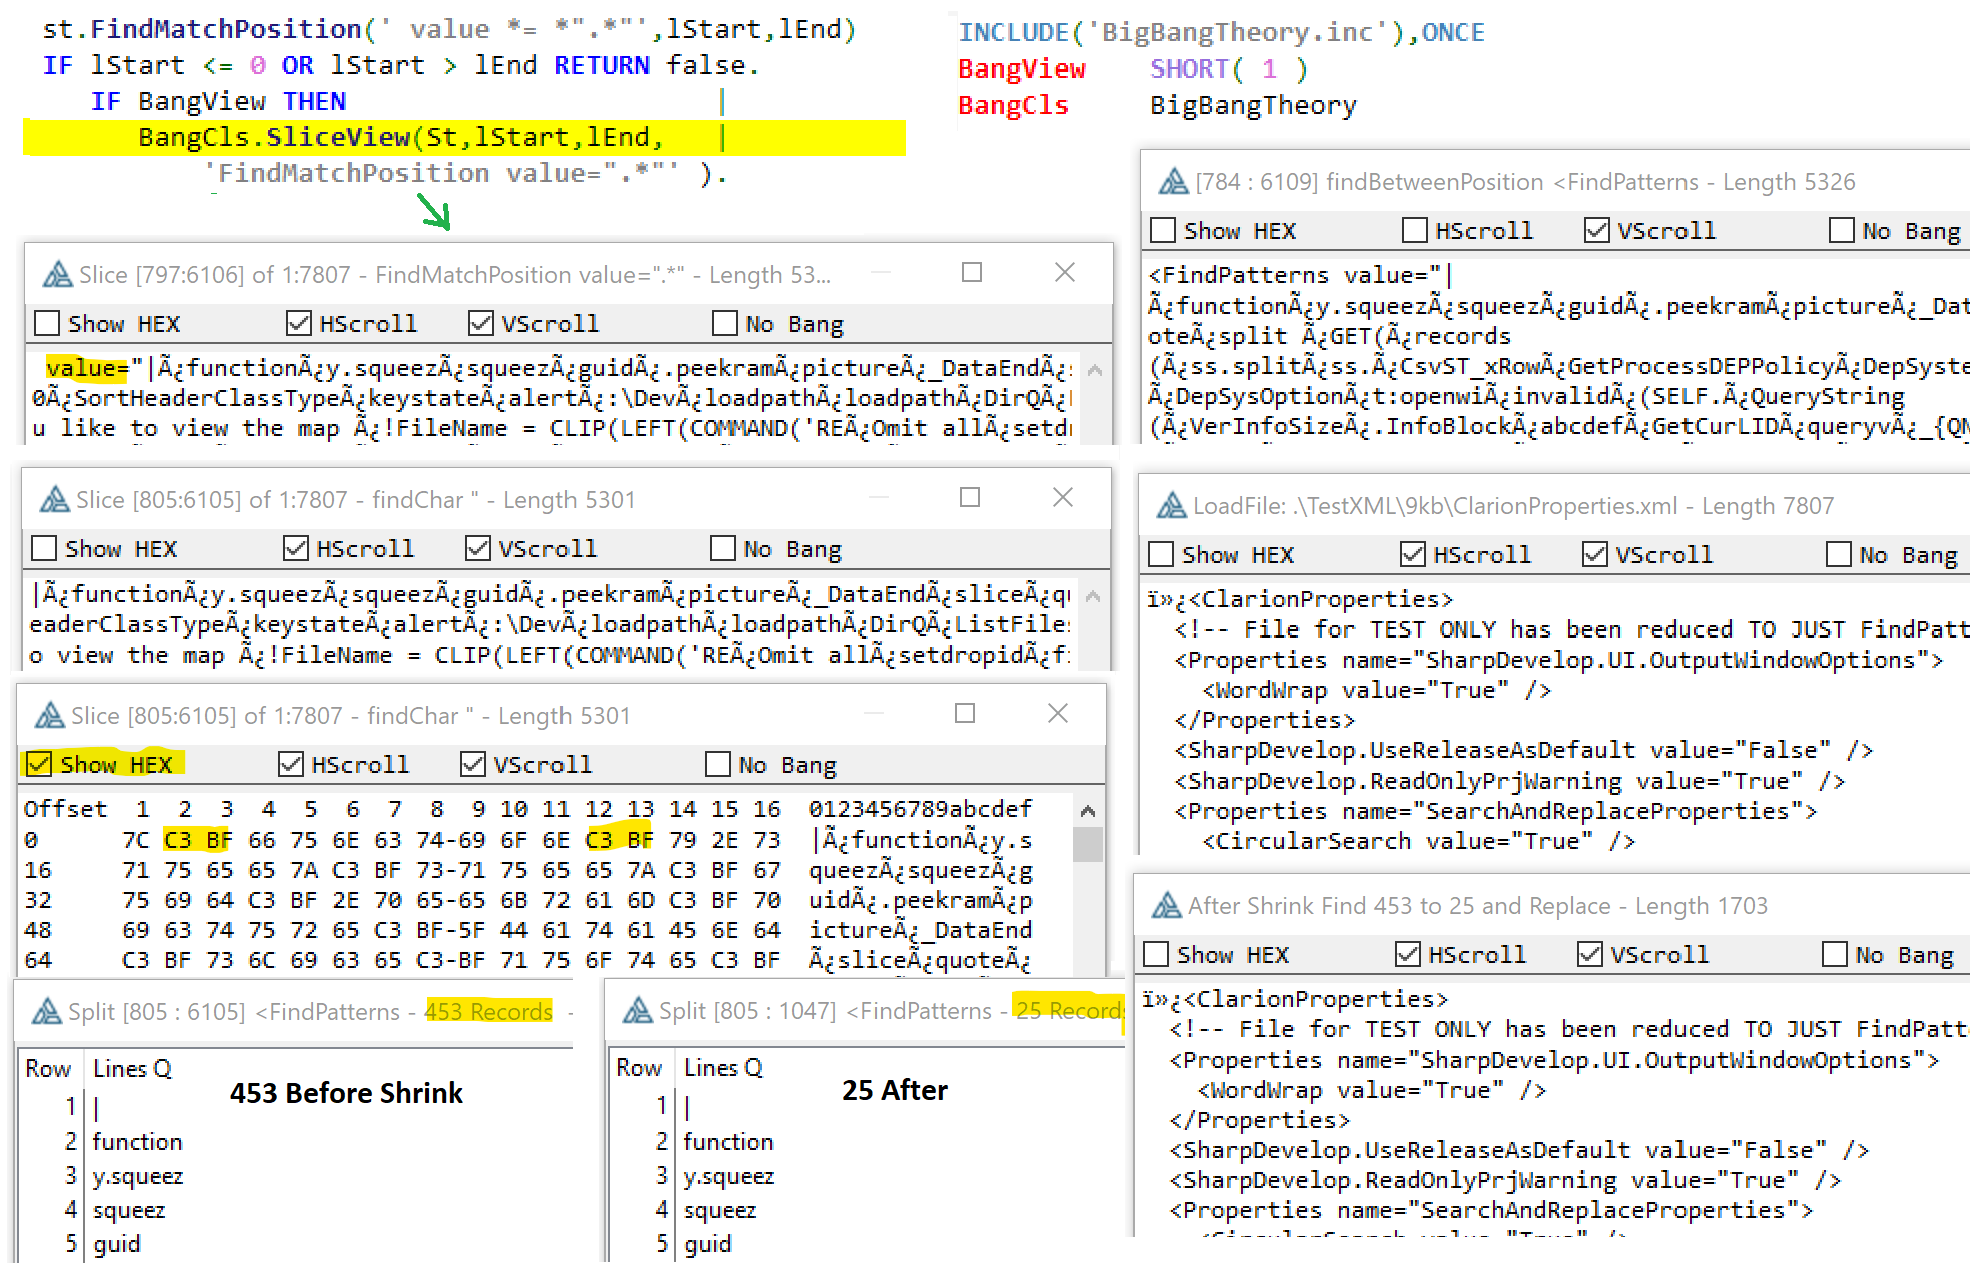 st.FindMatchPosition(' value *= *".*"',lStart,lEnd)
IF lStart <= 0 OR lStart > lEnd RETURN false.
IF BangView THEN |
BangCls.SliceView(St,lStart,lEnd, |
'FindMatchPosition value=".*"' ).
INCLUDE('BigBangTheory.inc'),ONCE
BangView SHORT( 1 )
BangCls BigBangTheory
Slice [797:6106] of 1:7807 - FindMatchPosition value=".*" - Length 53...
Show HEX HScroll VScroll No Bang
value="|Ã¿functionÃ¿y.squeezÃ¿squeezÃ¿guidÃ¿.peekramÃ¿pictureÃ¿_DataEndÃ¿s
0Ã¿SortHeaderClassTypeÃ¿keystateÃ¿alertÃ¿:\DevÃ¿loadpathÃ¿loadpathÃ¿DirQÃ¿
u like to view the map Ã¿!FileName = CLIP(LEFT(COMMAND('REÃ¿Omit allÃ¿setdr
Slice [805:6105] of 1:7807 - findChar " - Length 5301
Show HEX HScroll VScroll No Bang
|Ã¿functionÃ¿y.squeezÃ¿squeezÃ¿guidÃ¿.peekramÃ¿pictureÃ¿_DataEndÃ¿sliceÃ¿qu
eaderClassTypeÃ¿keystateÃ¿alertÃ¿:\DevÃ¿loadpathÃ¿loadpathÃ¿DirQÃ¿ListFiles
o view the map Ã¿!FileName = CLIP(LEFT(COMMAND('REÃ¿Omit allÃ¿setdropidÃ¿fi
Slice [805:6105] of 1:7807 - findChar " - Length 5301
Show HEX HScroll VScroll No Bang
Offset 1 2 3 4 5 6 7 8 9 10 11 12 13 14 15 16 0123456789abcdef
0 7C C3 BF 66 75 6E 63 74-69 6F 6E C3 BF 79 2E 73 |Ã¿functionÃ¿y.s
16 71 75 65 65 7A C3 BF 73-71 75 65 65 7A C3 BF 67 queezÃ¿squeezÃ¿g
32 75 69 64 C3 BF 2E 70 65-65 6B 72 61 6D C3 BF 70 uidÃ¿.peekramÃ¿p
48 69 63 74 75 72 65 C3 BF-5F 44 61 74 61 45 6E 64 ictureÃ¿_DataEnd
64 C3 BF 73 6C 69 63 65 C3-BF 71 75 6F 74 65 C3 BF Ã¿sliceÃ¿quoteÃ¿
Split [805 : 6105] <FindPatterns - 453 Records -
Row Lines Q
453 Before Shrink
1 |
2 function
3 y.squeez
4 squeez
5 guid
Split [805 : 1047] <FindPatterns - 25 Records
Row Lines Q
25 After
1 |
2 function
3 y.squeez
4 squeez
5 guid
[784 : 6109] findBetweenPosition <FindPatterns - Length 5326
Show HEX HScroll VScroll No Bang
<FindPatterns value="|
Ã¿functionÃ¿y.squeezÃ¿squeezÃ¿guidÃ¿.peekramÃ¿pictureÃ¿_Dat
oteÃ¿split Ã¿GET(Ã¿records
(Ã¿ss.splitÃ¿ss.Ã¿CsvST_xRowÃ¿GetProcessDEPPolicyÃ¿DepSyste
Ã¿DepSysOptionÃ¿t:openwiÃ¿invalidÃ¿(SELF.Ã¿QueryString
(Ã¿VerInfoSizeÃ¿.InfoBlockÃ¿abcdefÃ¿GetCurLIDÃ¿queryvÃ¿_{QN
LoadFile: .\TestXML\9kb\ClarionProperties.xml - Length 7807
Show HEX HScroll VScroll No Bang
ï»¿<ClarionProperties>
<!-- File for TEST ONLY has been reduced TO JUST FindPatt
<Properties name="SharpDevelop.UI.OutputWindowOptions">
<WordWrap value="True" />
</Properties>
<SharpDevelop.UseReleaseAsDefault value="False" />
<SharpDevelop.ReadOnlyPrjWarning value="True" />
<Properties name="SearchAndReplaceProperties">
<CircularSearch value="True" />
After Shrink Find 453 to 25 and Replace - Length 1703
Show HEX HScroll VScroll No Bang
ï»¿<ClarionProperties>
<!-- File for TEST ONLY has been reduced TO JUST FindPatt
<Properties name="SharpDevelop.UI.OutputWindowOptions">
<WordWrap value="True" />
</Properties>
<SharpDevelop.UseReleaseAsDefault value="False" />
<SharpDevelop.ReadOnlyPrjWarning value="True" />
<Properties name="SearchAndReplaceProperties">
<CircularSearch value="True" />